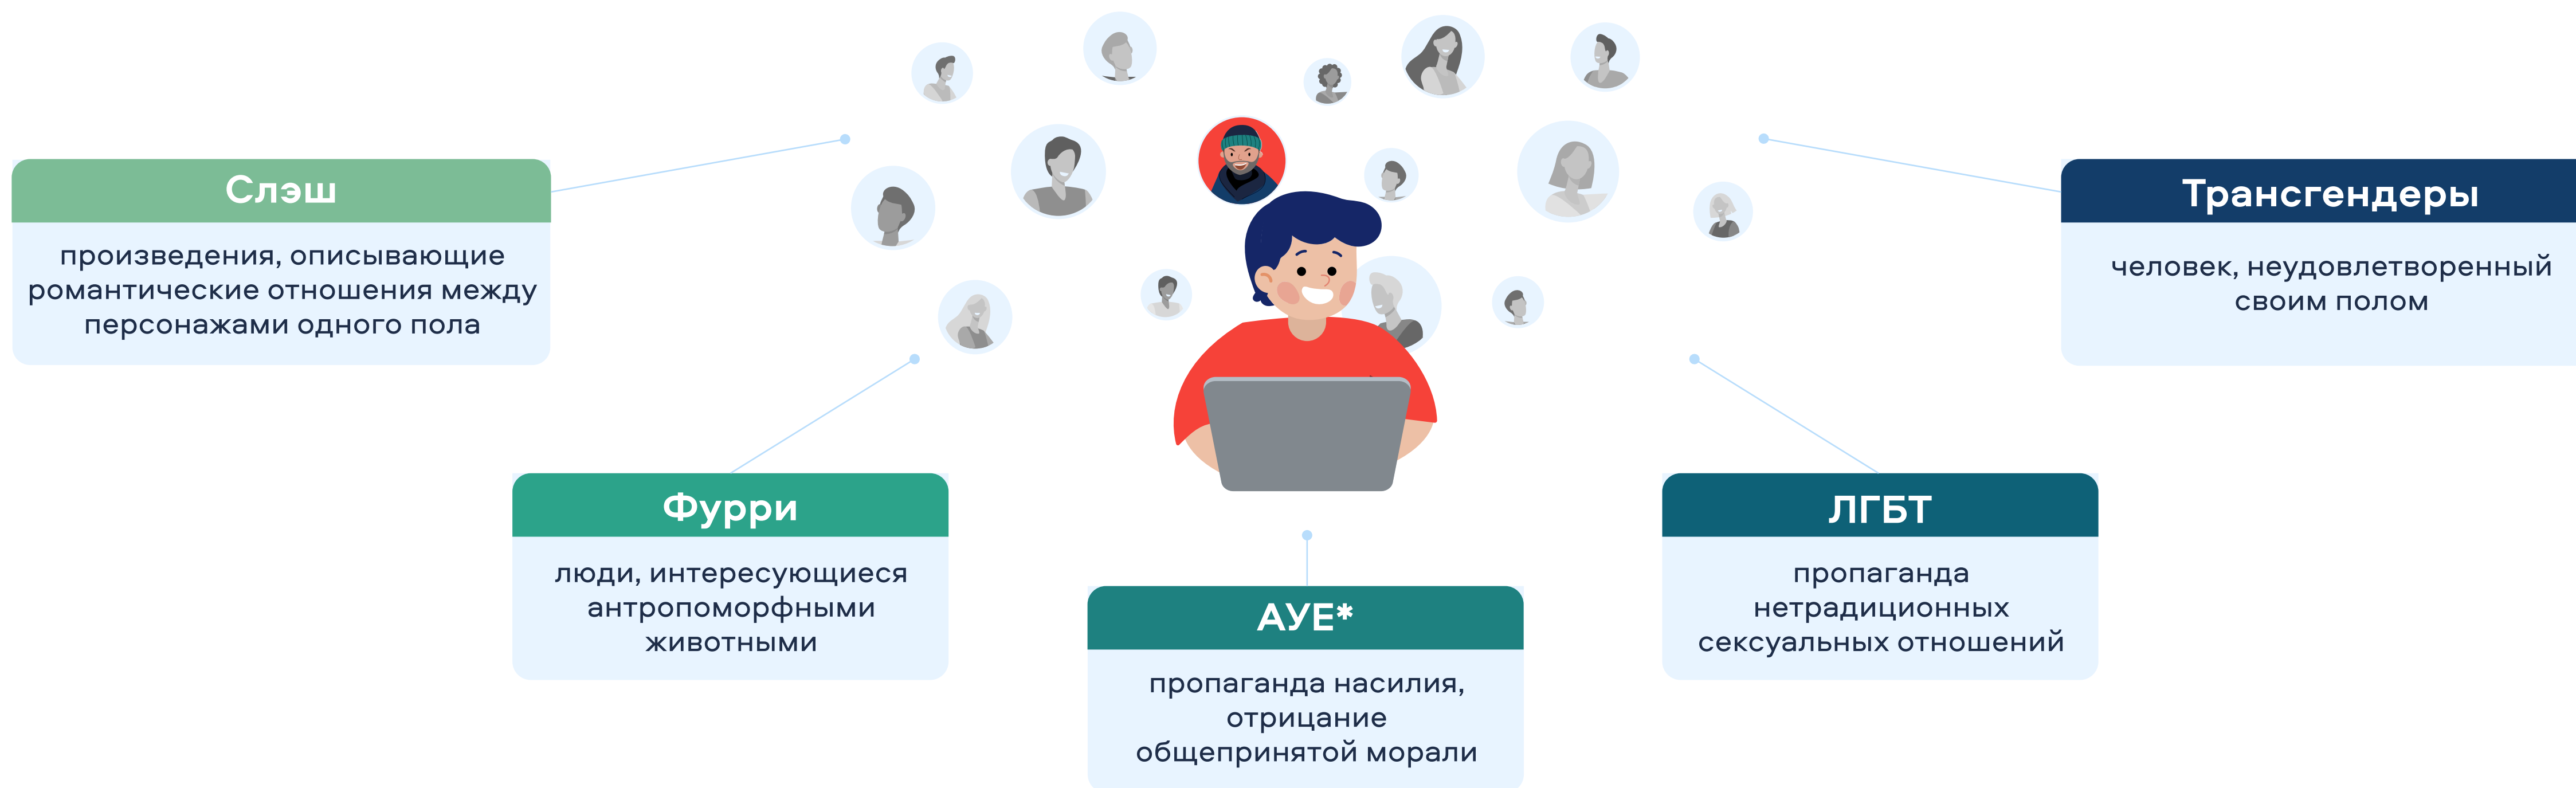 Слэш
произведения, описывающие
романтические отношения между
персонажами одного пола
Трансгендеры
человек, неудовлетворенный
своим полом
Фурри
люди, интересующиеся
антропоморфными
животными
АУЕ*
пропаганда насилия,
отрицание
общепринятой морали
ЛГБТ
пропаганда
нетрадиционных
сексуальных отношений